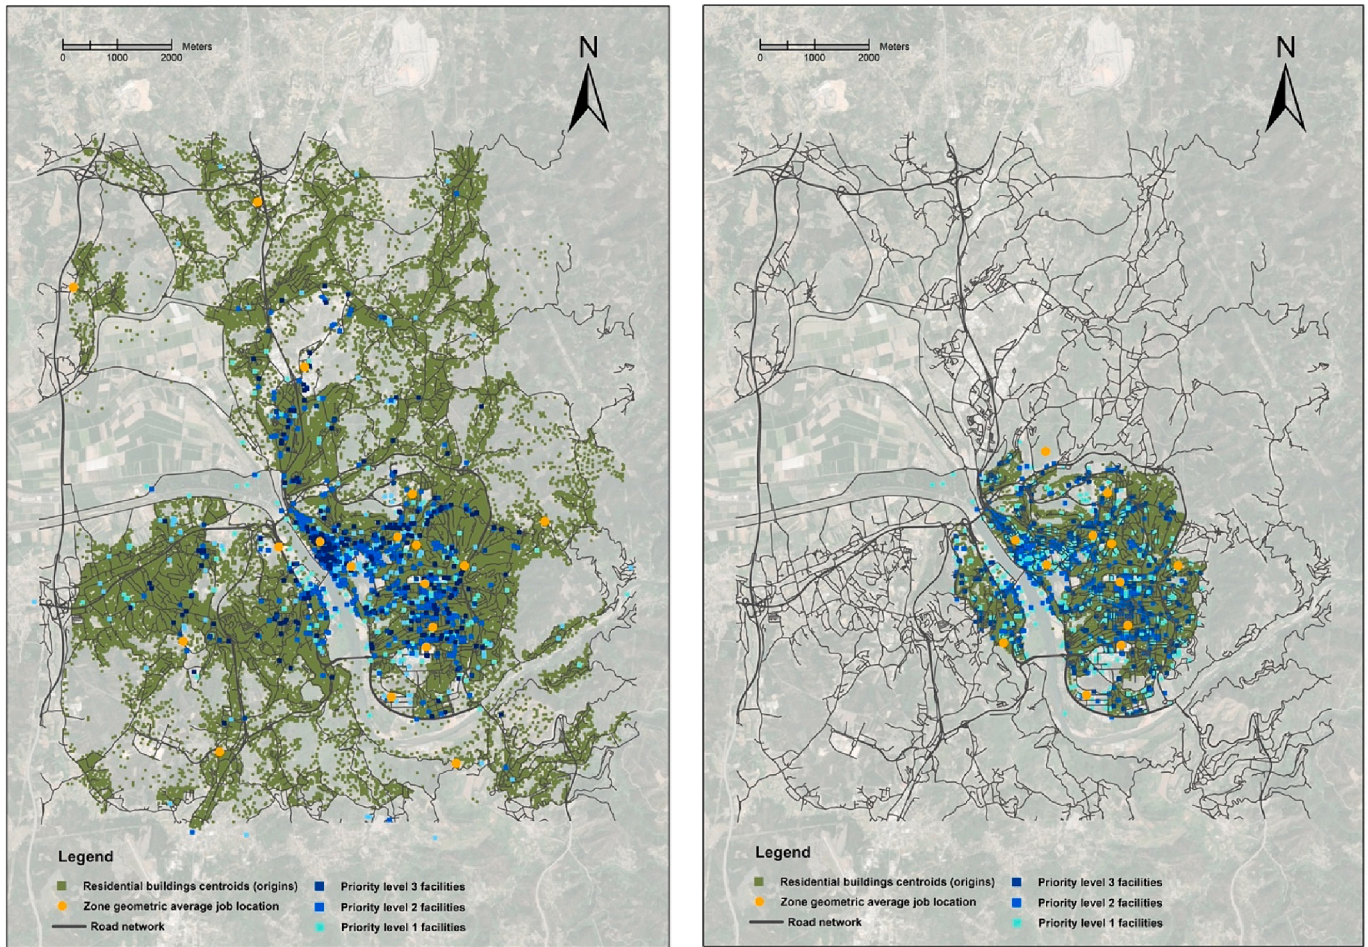 N
Meters
0 1000 2000
Legend
Residential buildings centroids (origins)
Zone geometric average job location
Road network
Priority level 3 facilities
Priority level 2 facilities
Priority level 1 facilities
N
Meters
0 1000 2000
Legend
Residential buildings centroids (origins)
Zone geometric average job location
Road network
Priority level 3 facilities
Priority level 2 facilities
Priority level 1 facilities